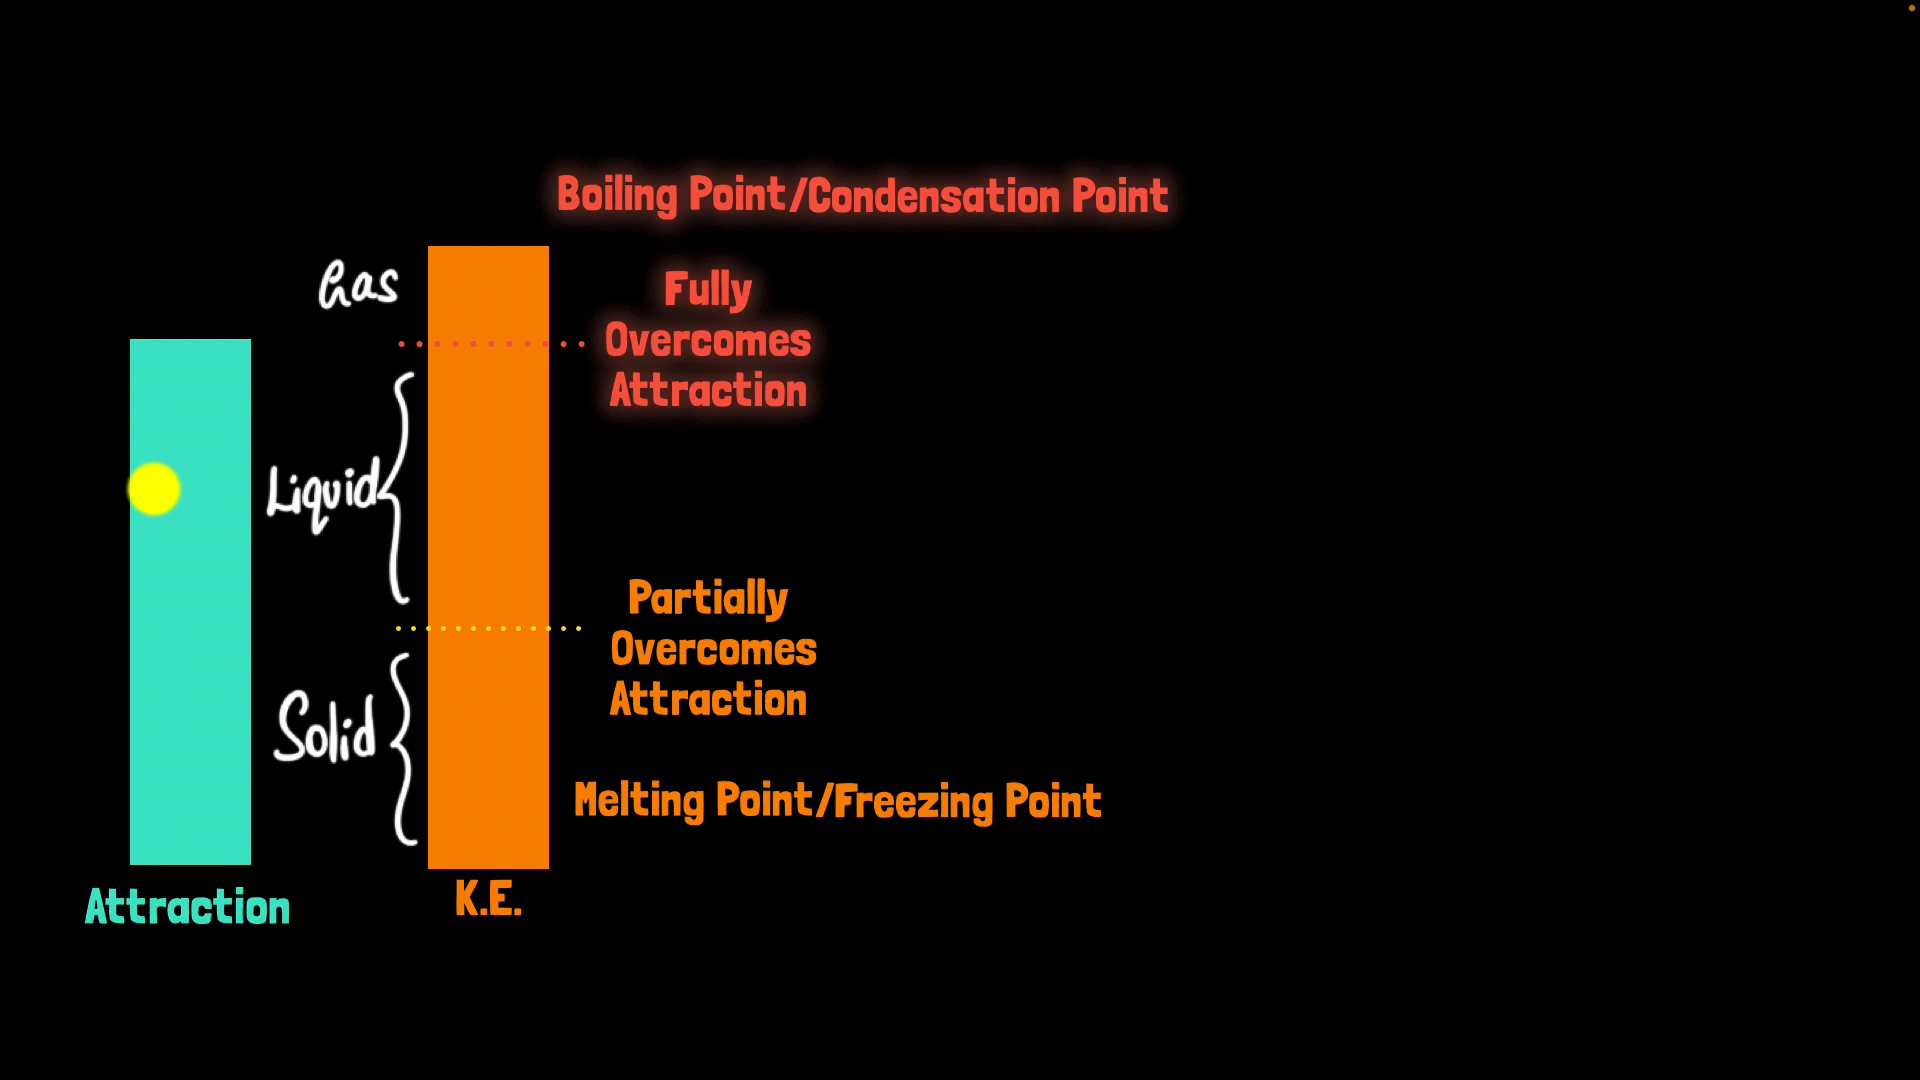 Boiling Point/Condensation Point
Gas
Fully
Overcomes
Attraction
Liquid
Partially
Overcomes
Attraction
Solid
Melting Point/Freezing Point
K.E.
Attraction